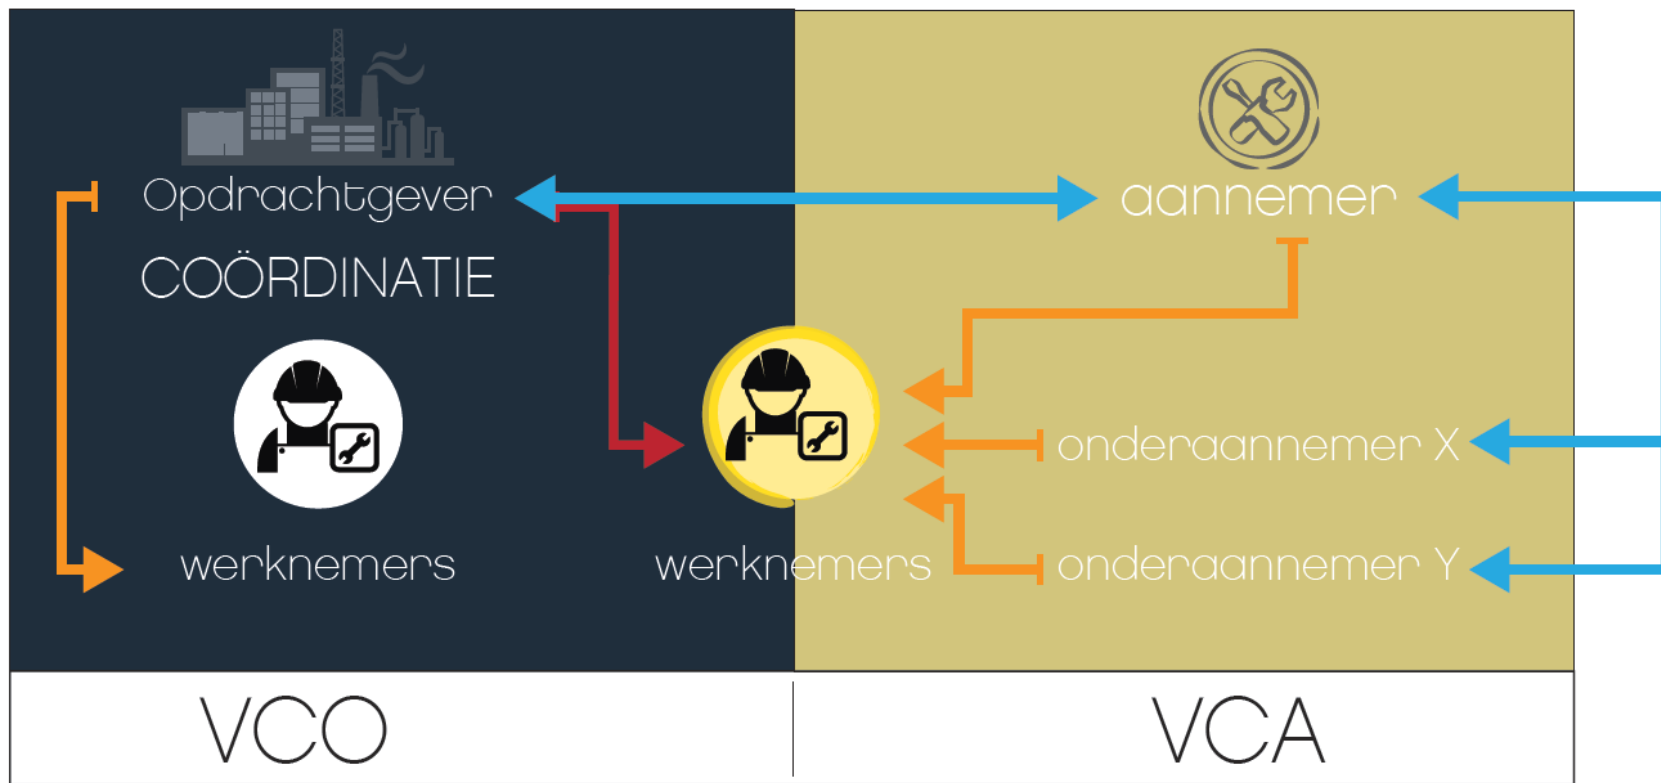 Opdrachtgever
aannemer
COÖRDINATIE
onderaannemer X
werknemers
werknemers
onderaannemer Y
VCO
VCA